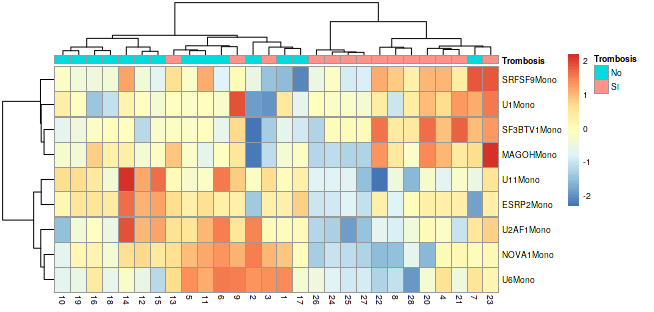 Trombosis
SRFSF9Mono
U1Mono
SF3BTV1Mono
MAGOHMono
U11Mono
ESRP2Mono
U2AF1Mono
NOVA1Mono
U6Mono
10 19 16 18 14 12 15 13 5 11 6 9 2 3 1 17 26 24 25 27 22 8 28 20 4 21 7 23
2
1
0
-1
-2
Trombosis
No
SI